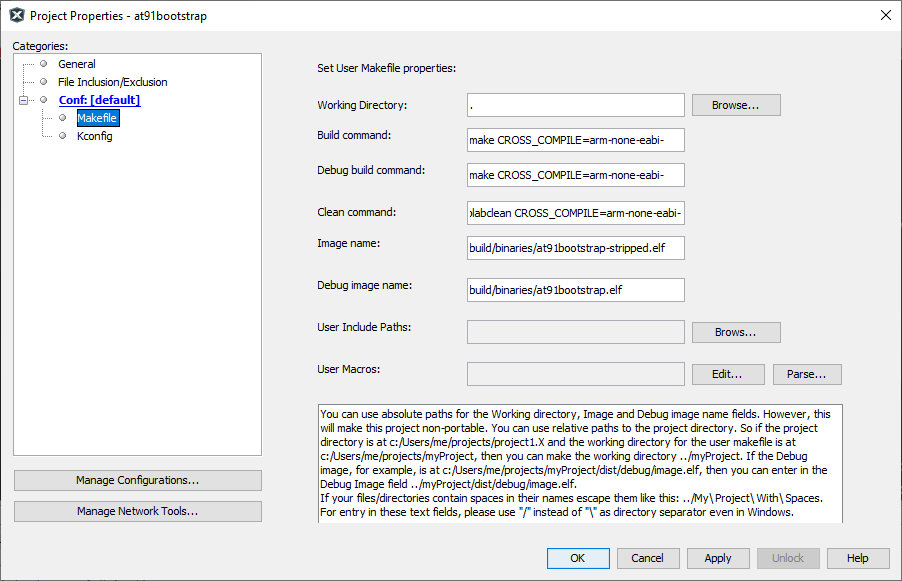 Project Properties - at91bootstrap
Categories:
General
File Inclusion/Exclusion
Conf: [default]
Makefile
Kconfig
Manage Configurations...
Manage Network Tools...
Set User Makefile properties:
Working Directory: . Browse...
Build command: make CROSS_COMPILE=arm-none-eabi-
Debug build command: make CROSS_COMPILE=arm-none-eabi-
Clean command: labclean CROSS_COMPILE=arm-none-eabi-
Image name: build/binaries/at91bootstrap-stripped.elf
Debug image name: build/binaries/at91bootstrap.elf
User Include Paths: Brows...
User Macros: Edit... Parse...
You can use absolute paths for the Working directory, Image and Debug image name fields. However, this
will make this project non-portable. You can use relative paths to the project directory. So if the project
directory is at c:/Users/me/projects/project1.X and the working directory for the user makefile is at
c:/Users/me/projects/myProject, then you can make the working directory ../myProject. If the Debug
image, for example, is at c:/Users/me/projects/myProject/dist/debug/image.elf, then you can enter in the
Debug Image field ../myProject/dist/debug/image.elf.
If your files/directories contain spaces in their names escape them like this: ../My\ Project\ With\ Spaces.
For entry in these text fields, please use "/" instead of "\" as directory separator even in Windows.
OK Cancel Apply Unlock Help